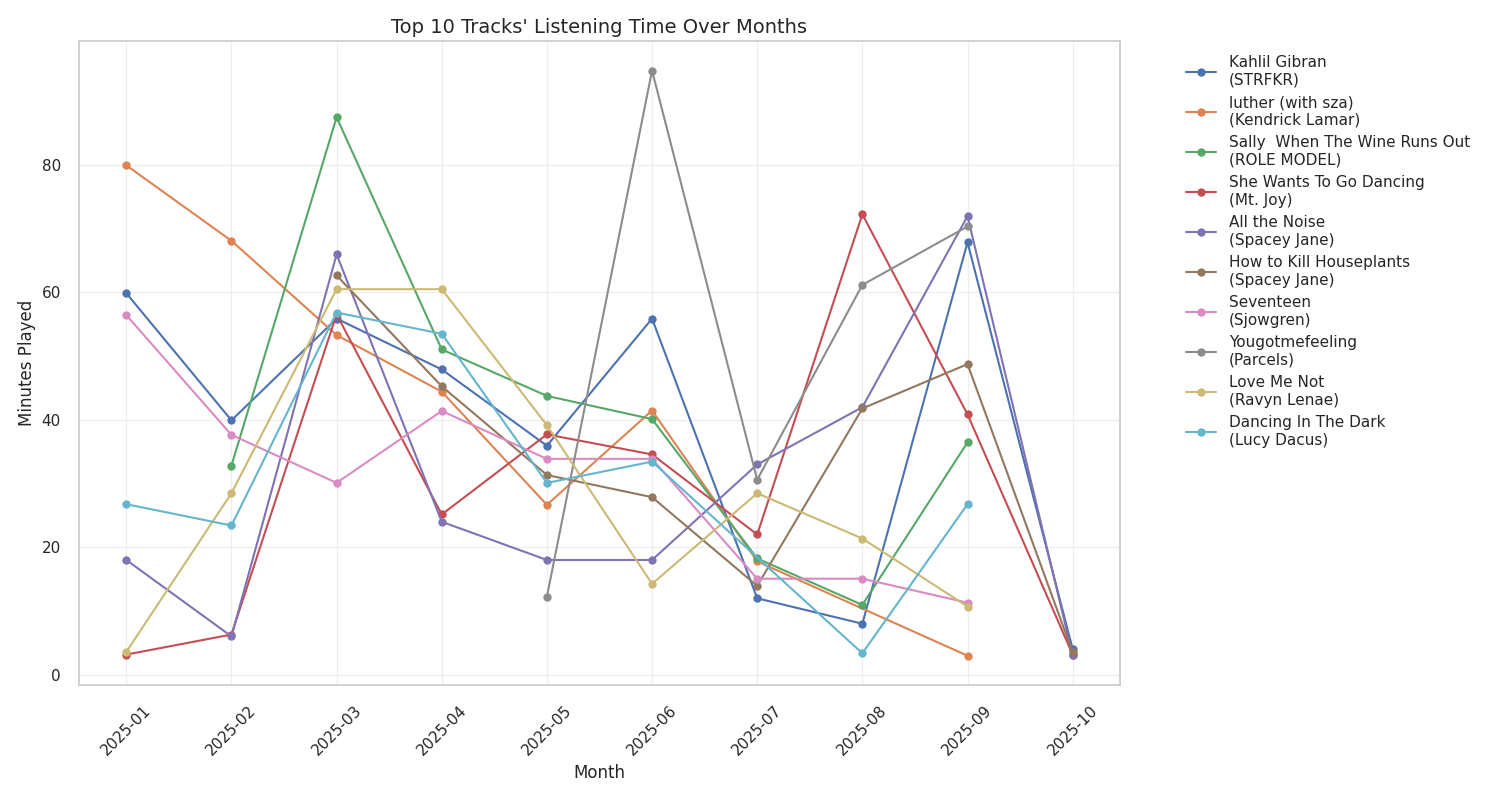 Top 10 Tracks' Listening Time Over Months
Kahlil Gibran
(STRFKR)
luther (with sza)
(Kendrick Lamar)
Sally  When The Wine Runs Out
(ROLE MODEL)
She Wants To Go Dancing
(Mt. Joy)
All the Noise
(Spacey Jane)
How to Kill Houseplants
(Spacey Jane)
Seventeen
(Sjowgren)
Yougotmefeeling
(Parcels)
Love Me Not
(Ravyn Lenae)
Dancing In The Dark
(Lucy Dacus)
Minutes Played
80
60
40
20
0
2025-01
2025-02
2025-03
2025-04
2025-05
2025-06
2025-07
2025-08
2025-09
2025-10
Month